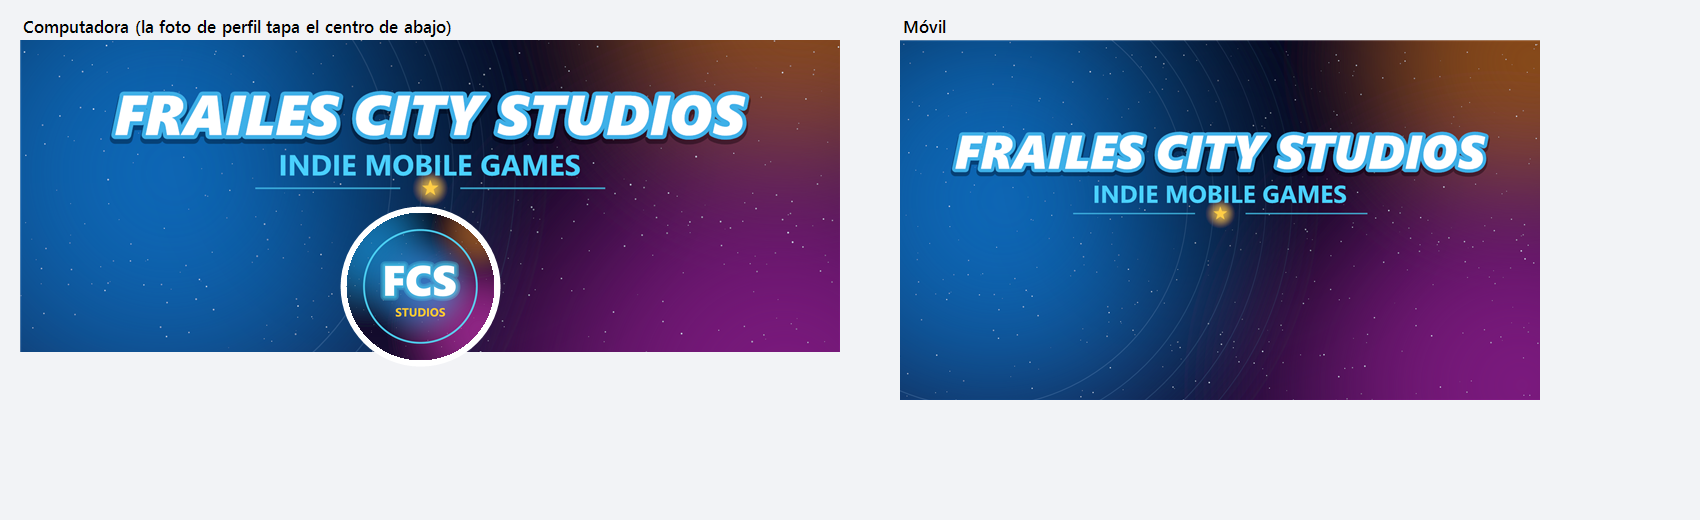 Computadora (la foto de perfil tapa el centro de abajo)
FRAILES CITY STUDIOS
INDIE MOBILE GAMES
FCS
STUDIOS
Móvil
FRAILES CITY STUDIOS
INDIE MOBILE GAMES